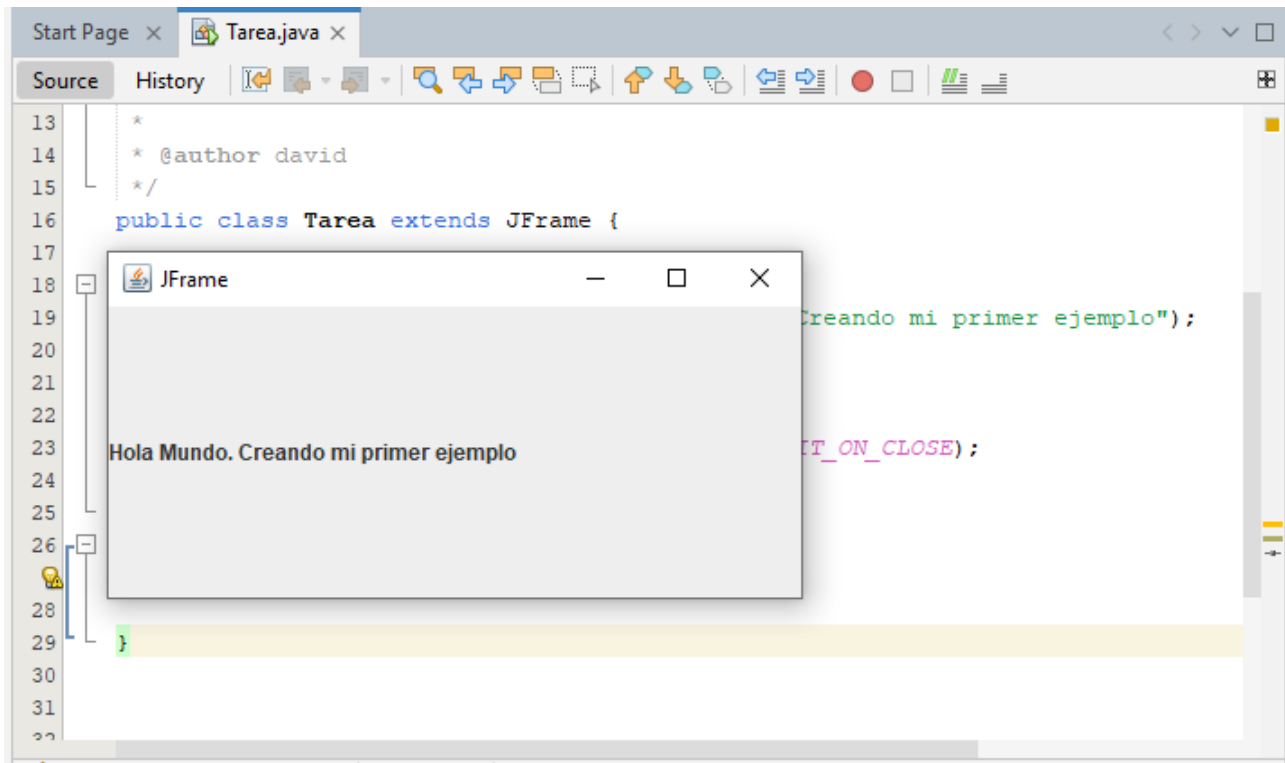 Start Page
Tarea.java
Source History
13 *
14 * @author david
15 */
16 public class Tarea extends JFrame {
17
18
JFrame
19 Creando mi primer ejemplo");
20
21
22
23 IT_ON_CLOSE);
Hola Mundo. Creando mi primer ejemplo
24
25
26
28
29 }
30
31
32